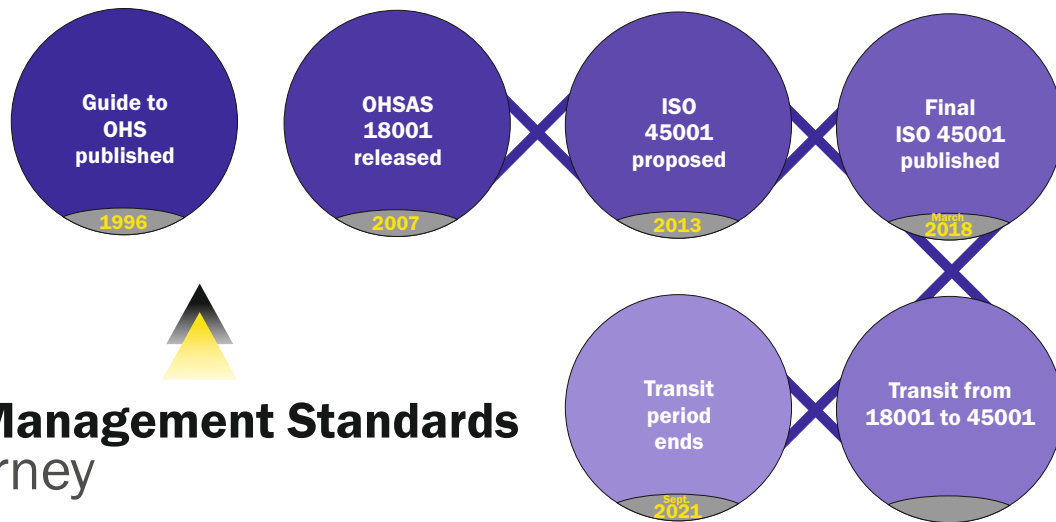 Guide to
OHS
published
1996
OHSAS
18001
released
2007
ISO
45001
proposed
2013
Final
ISO 45001
published
March
2018
Transit from
18001 to 45001
Transit
period
ends
Sept.
2021
Management Standards
rney